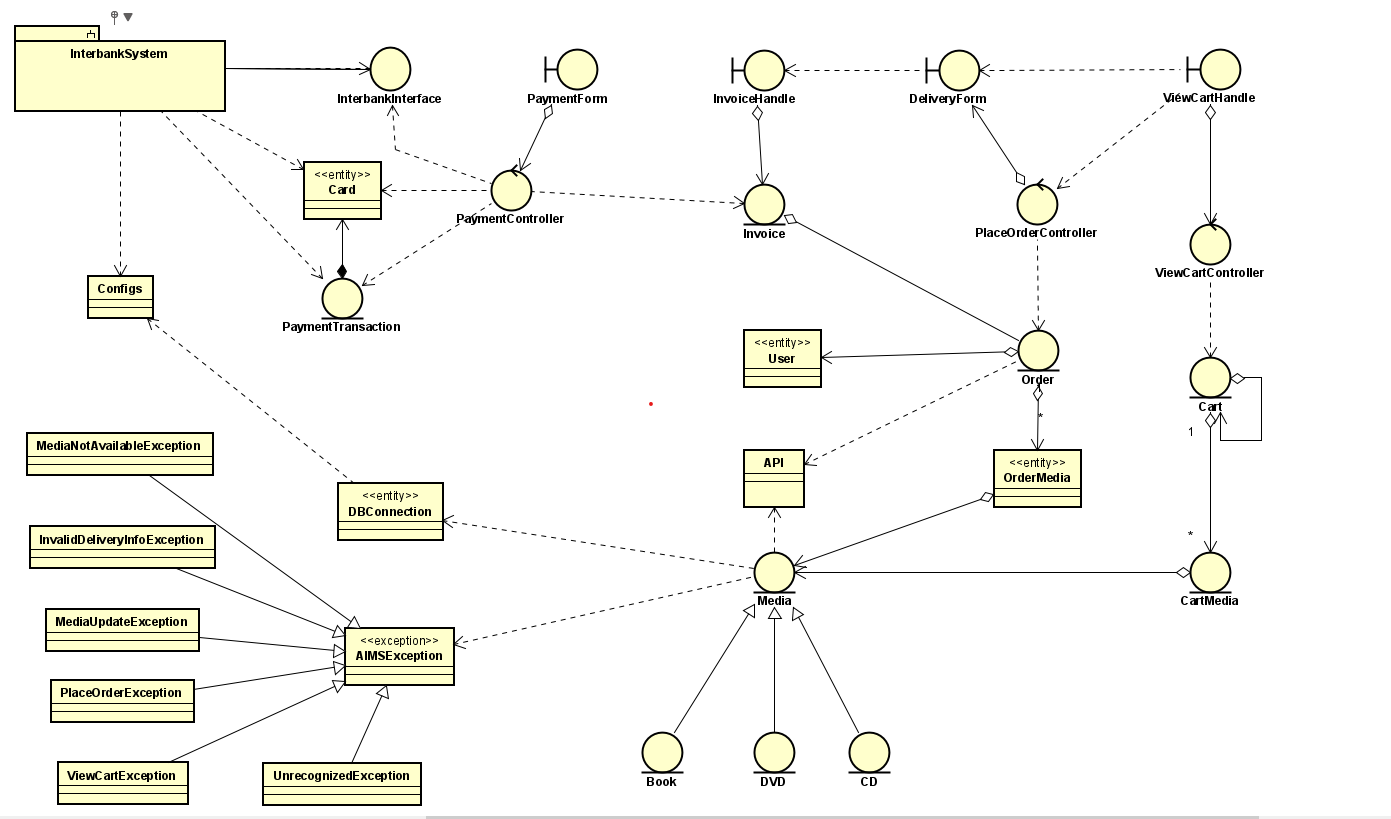 InterbankSystem
InterbankInterface
PaymentForm
InvoiceHandle
DeliveryForm
ViewCartHandle
<<entity>>
Card
PaymentController
Invoice
PlaceOrderController
ViewCartController
Configs
PaymentTransaction
<<entity>>
User
Order
*
Cart
1
*
MediaNotAvailableException
<<entity>>
DBConnection
API
<<entity>>
OrderMedia
InvalidDeliveryInfoException
Media
CartMedia
MediaUpdateException
<<exception>>
AIMSException
PlaceOrderException
ViewCartException
UnrecognizedException
Book
DVD
CD